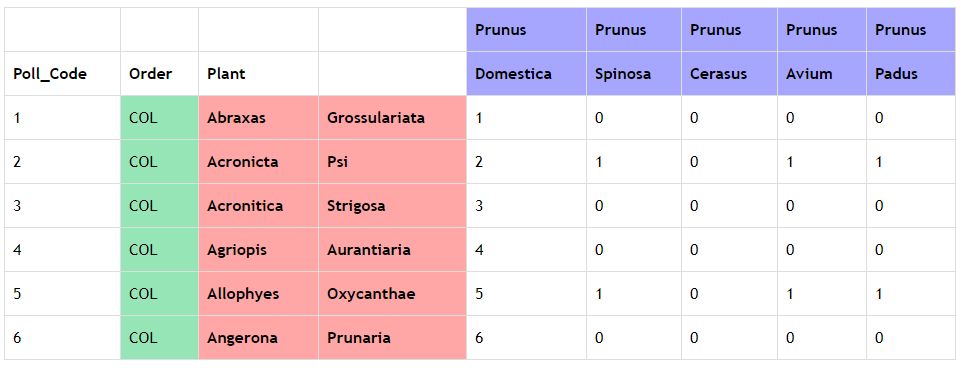 Prunus Prunus Prunus Prunus Prunus
Poll_Code Order Plant Domestica Spinosa Cerasus Avium Padus
1 COL Abraxas Grossulariata 1 0 0 0 0
2 COL Acronicta Psi 2 1 0 1 1
3 COL Acronitica Strigosa 3 0 0 0 0
4 COL Agriopis Aurantiaria 4 0 0 0 0
5 COL Allophyes Oxycanthae 5 1 0 1 1
6 COL Angerona Prunaria 6 0 0 0 0